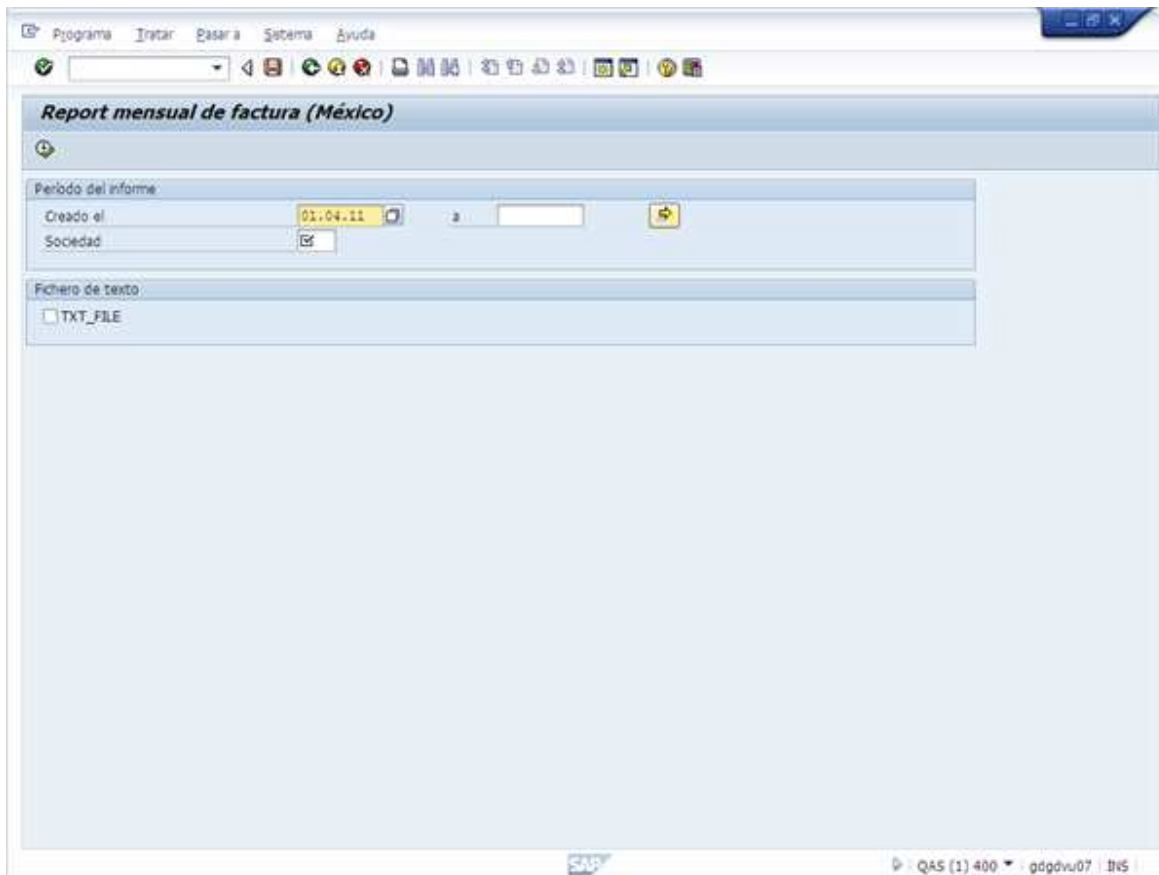 Programa Tratar Pasar a Sistema Ayuda
Report mensual de factura (México)
Período del informe
Creado el 01.04.11 a
Sociedad
Fichero de texto
TXT_FILE
SAP
QAS (1) 400 gdgdvu07 INS